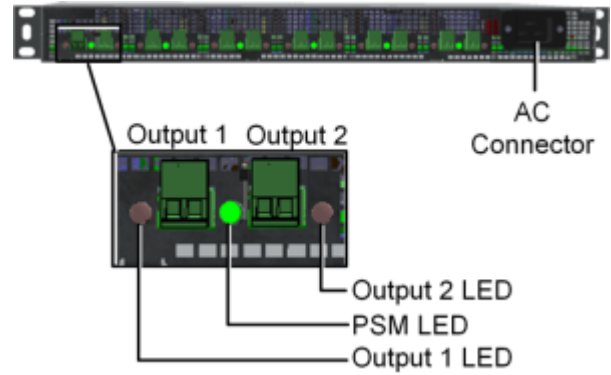 AC
Connector
Output 1 Output 2
Output 2 LED
PSM LED
Output 1 LED